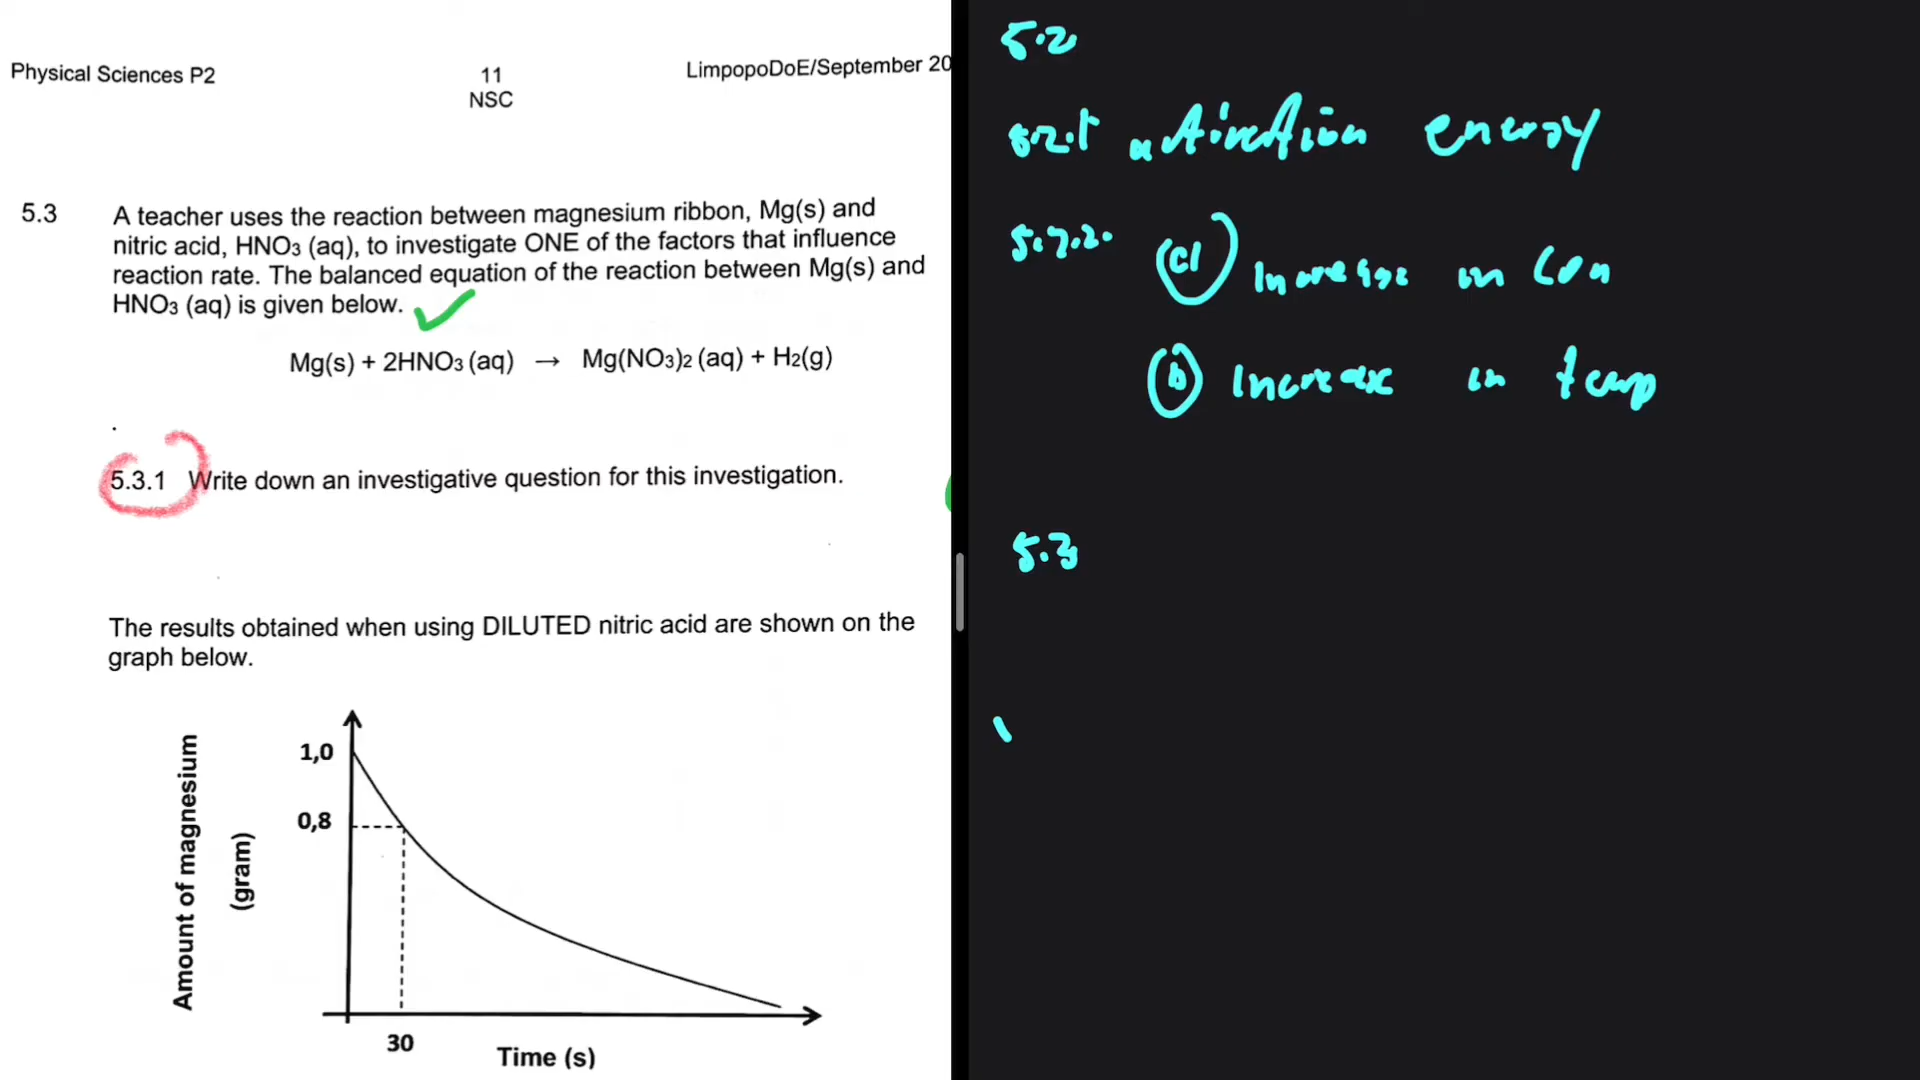 Physical Sciences P2
11
NSC
LimpopoDoE/September 20
5.3 A teacher uses the reaction between magnesium ribbon, Mg(s) and
nitric acid, HNO3 (aq), to investigate ONE of the factors that influence
reaction rate. The balanced equation of the reaction between Mg(s) and
HNO3 (aq) is given below.
Mg(s) + 2HNO3 (aq) → Mg(NO3)2 (aq) + H2(g)
5.3.1 Write down an investigative question for this investigation.
The results obtained when using DILUTED nitric acid are shown on the
graph below.
Amount of magnesium
(gram)
1,0
0,8
30
Time (s)
5.2
5.2.1 activation energy
5.2.2. (a) Increase in con
(b) Increase in temp
5.3